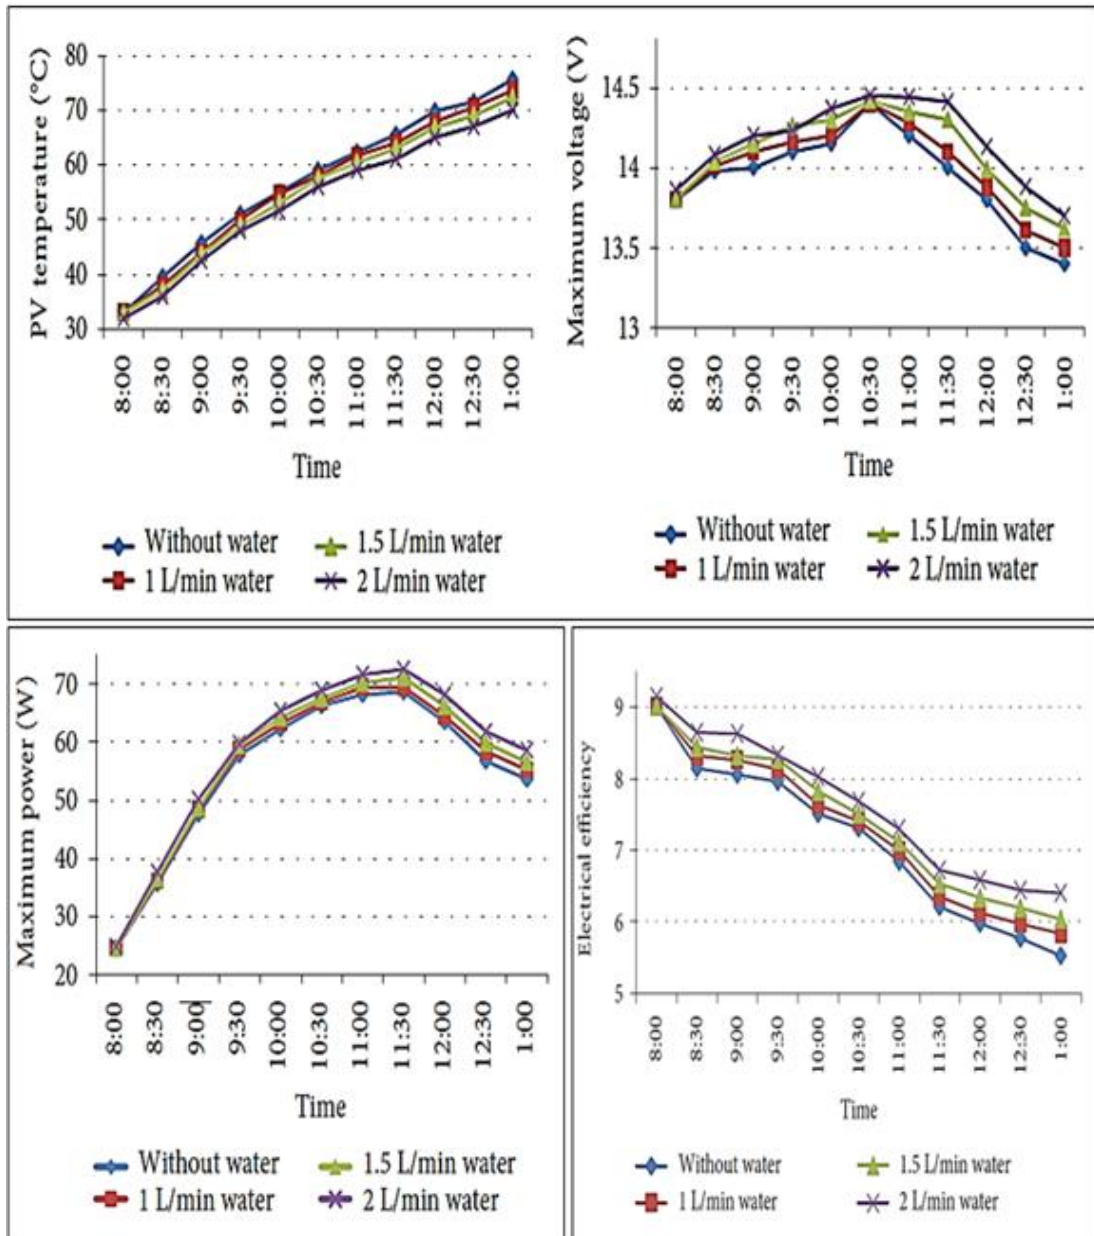 PV temperature (°C)
80
70
60
50
40
30
8:00
8:30
9:00
9:30
10:00
10:30
11:00
11:30
12:00
12:30
1:00
Time
Without water
1.5 L/min water
1 L/min water
2 L/min water
Maximum voltage (V)
14.5
14
13.5
13
8:00
8:30
9:00
9:30
10:00
10:30
11:00
11:30
12:00
12:30
1:00
Time
Without water
1.5 L/min water
1 L/min water
2 L/min water
Maximum power (W)
70
60
50
40
30
20
8:00
8:30
9:00
9:30
10:00
10:30
11:00
11:30
12:00
12:30
1:00
Time
Without water
1.5 L/min water
1 L/min water
2 L/min water
Electrical efficiency
9
8
7
6
5
8:00
8:30
9:00
9:30
10:00
10:30
11:00
11:30
12:00
12:30
1:00
Time
Without water
1.5 L/min water
1 L/min water
2 L/min water